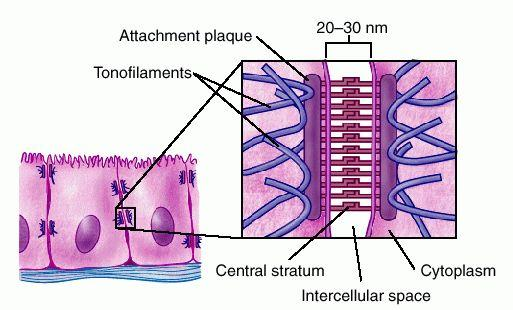 20–30 nm
Attachment plaque
Tonofilaments
Central stratum
Cytoplasm
Intercellular space